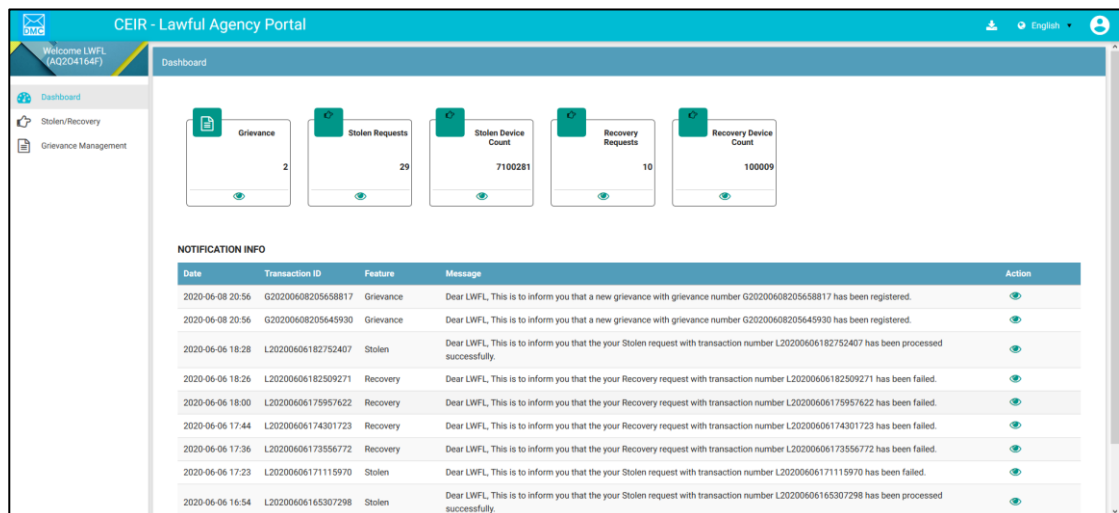 DMC
CEIR - Lawful Agency Portal
English
Welcome LWFL
(AQ204164F)
Dashboard
Dashboard
Stolen/Recovery
Grievance Management
Grievance
2
Stolen Requests
29
Stolen Device
Count
7100281
Recovery
Requests
10
Recovery Device
Count
100009
NOTIFICATION INFO
Date Transaction ID Feature Message Action
2020-06-08 20:56 G20200608205658817 Grievance Dear LWFL, This is to inform you that a new grievance with grievance number G20200608205658817 has been registered.
2020-06-08 20:56 G20200608205645930 Grievance Dear LWFL, This is to inform you that a new grievance with grievance number G20200608205645930 has been registered.
2020-06-06 18:28 L20200606182752407 Stolen Dear LWFL, This is to inform you that the your Stolen request with transaction number L20200606182752407 has been processed
successfully.
2020-06-06 18:26 L20200606182509271 Recovery Dear LWFL, This is to inform you that the your Recovery request with transaction number L20200606182509271 has been failed.
2020-06-06 18:00 L20200606175957622 Recovery Dear LWFL, This is to inform you that the your Recovery request with transaction number L20200606175957622 has been failed.
2020-06-06 17:44 L20200606174301723 Recovery Dear LWFL, This is to inform you that the your Recovery request with transaction number L20200606174301723 has been failed.
2020-06-06 17:36 L20200606173556772 Recovery Dear LWFL, This is to inform you that the your Recovery request with transaction number L20200606173556772 has been failed.
2020-06-06 17:23 L20200606171115970 Stolen Dear LWFL, This is to inform you that the your Stolen request with transaction number L20200606171115970 has been failed.
2020-06-06 16:54 L20200606165307298 Stolen Dear LWFL, This is to inform you that the your Stolen request with transaction number L20200606165307298 has been processed
successfully.